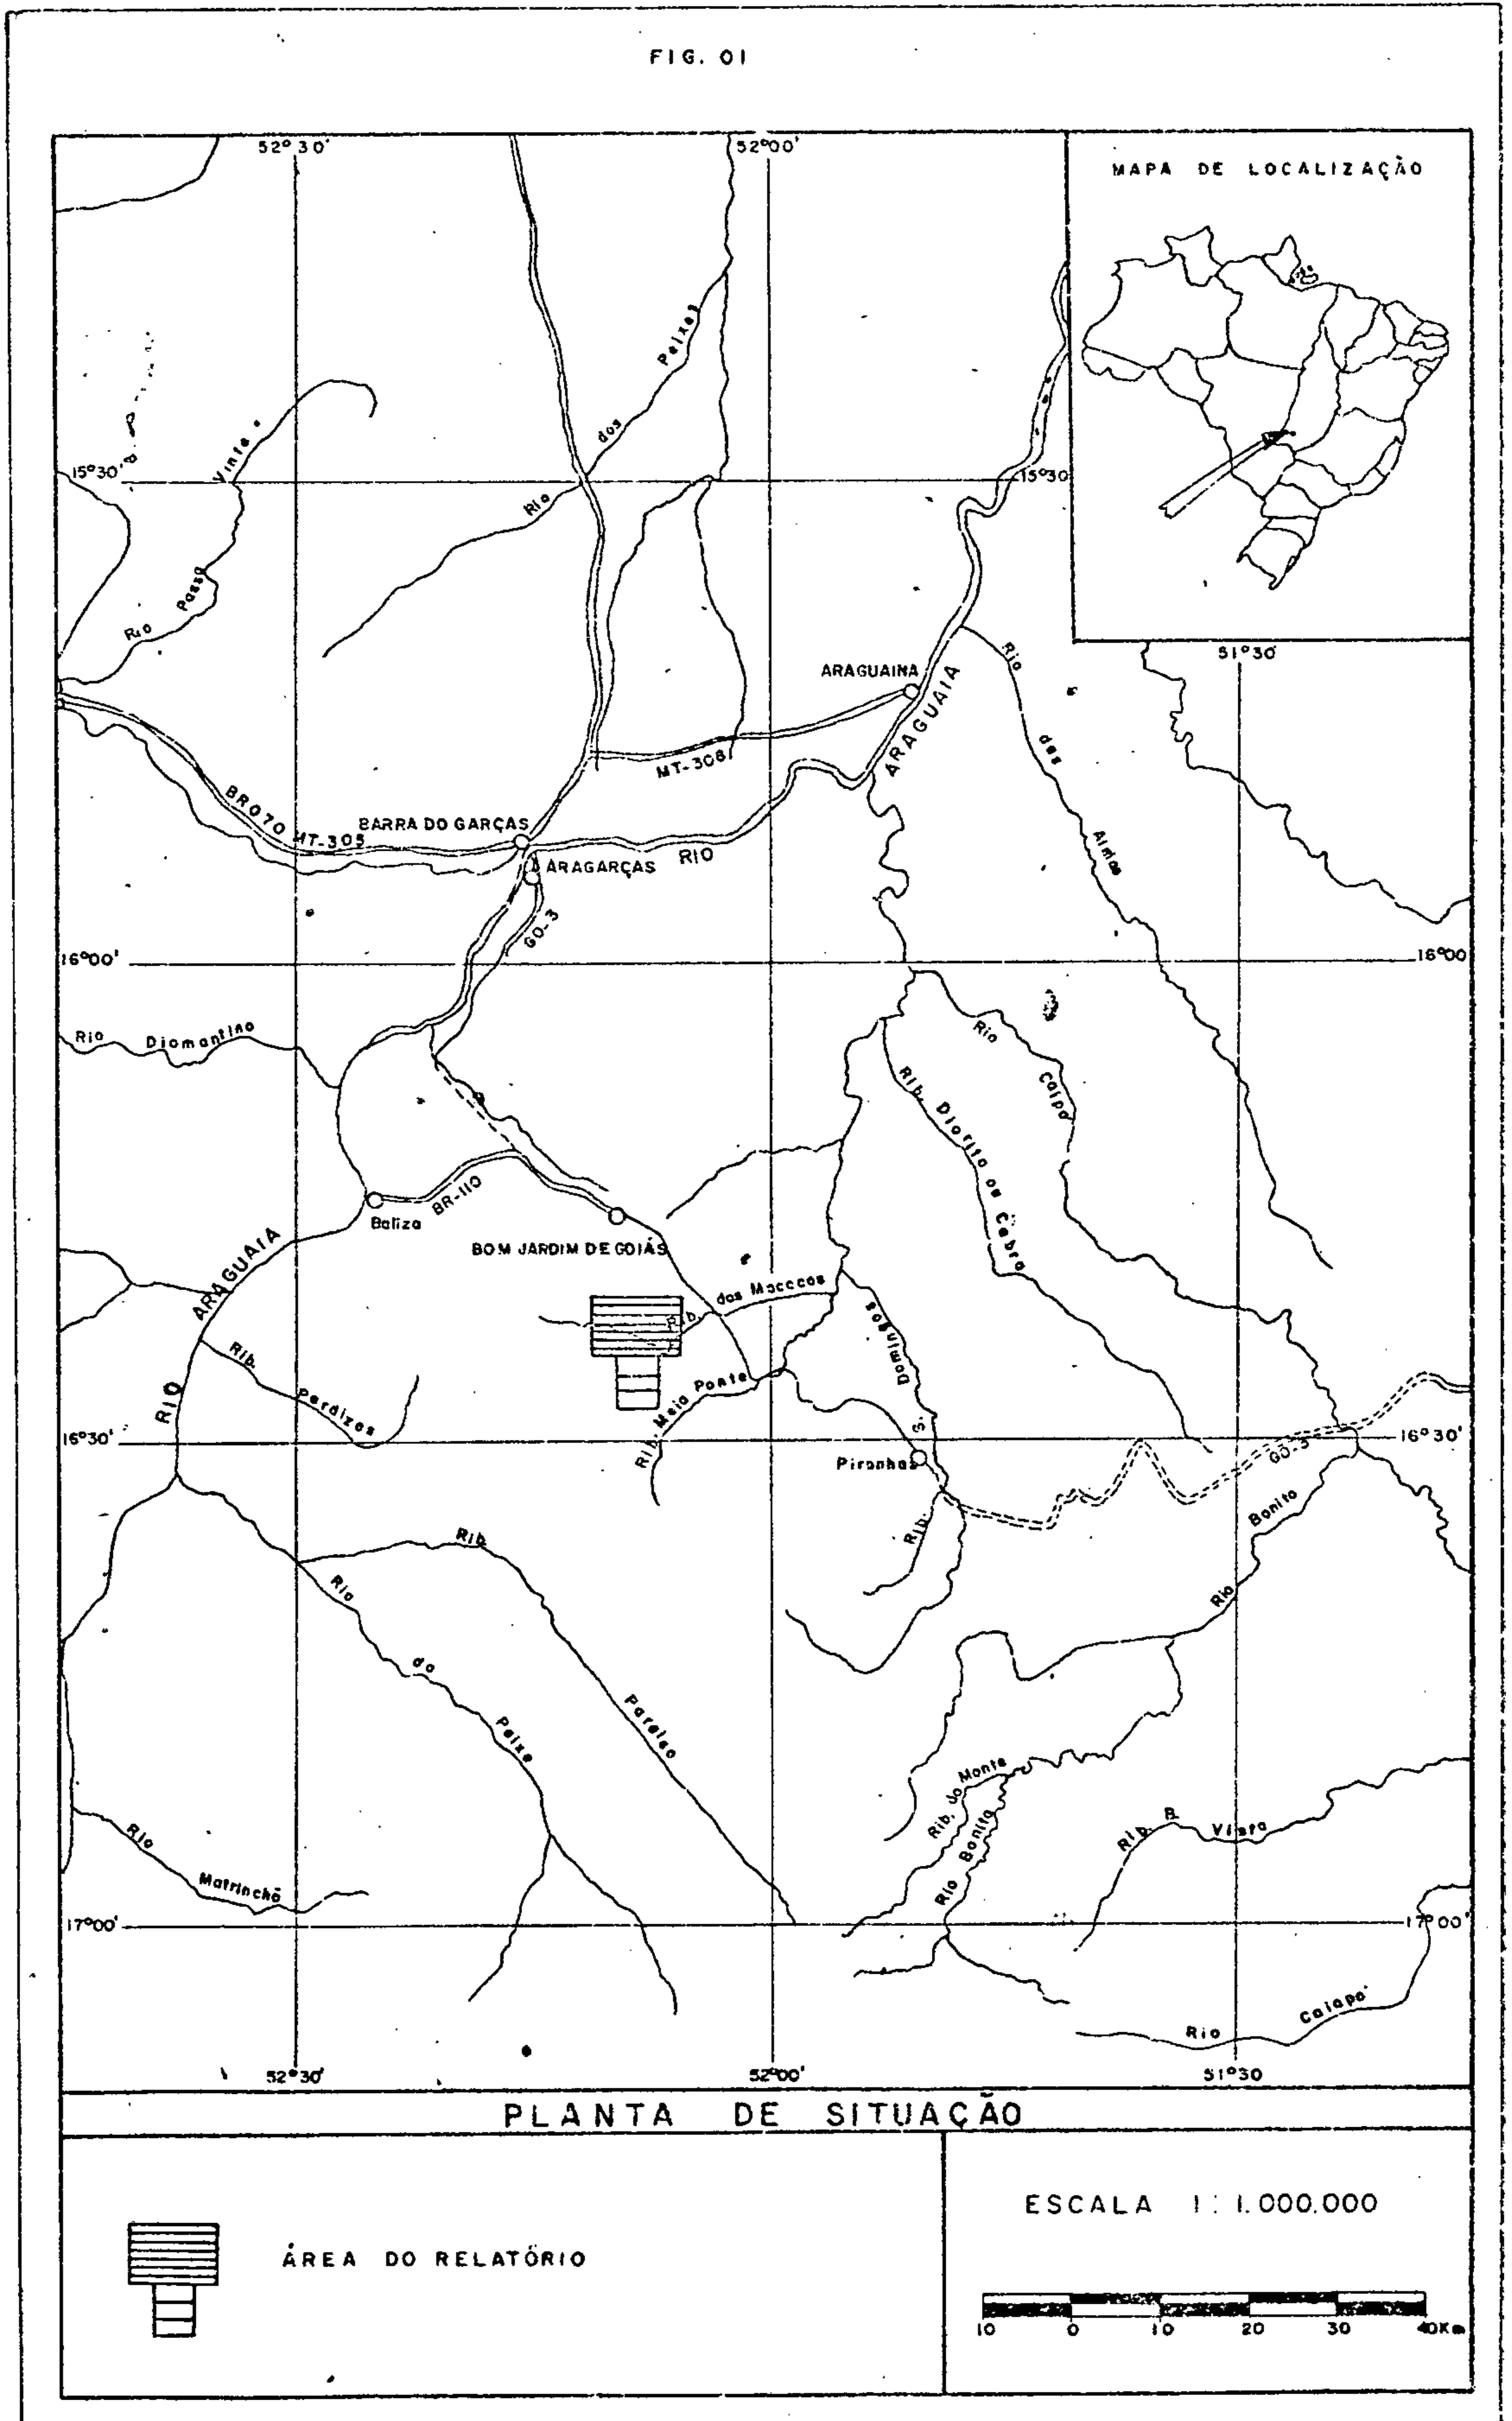 FIG. 01
52°30'
52°00'
MAPA DE LOCALIZAÇÃO
Rio dos Peixes
Rio Passa Vinte
15°30'
15°30'
51°30'
ARAGUAINA
Rio das Almas
MT-308
BR070 MT-305
BARRA DO GARÇAS
ARAGARÇAS
RIO ARAGUAIA
GO-3
16°00'
16°00'
Rio Diamantino
Rio Caipó
Rib. Diorito ou Cabra
Baliza
BR-110
BOM JARDIM DE GOIÁS
RIO ARAGUAIA
Rib. dos Macacos
Rib. S. Domingos
Rib. Perdizes
Rib. Meia Ponte
16°30'
16°30'
Piranhas
GO-3
Rio Bonito
Rib. Paraiso
Rio do Peixe
Rib. do Monte
Rio Bonito
Rib. B. Vista
Rio Matrinchã
17°00'
17°00'
Rio Caiapó
52°30'
52°00'
51°30
PLANTA DE SITUAÇÃO
ÁREA DO RELATÓRIO
ESCALA 1:1.000.000
10 0 10 20 30 40Km